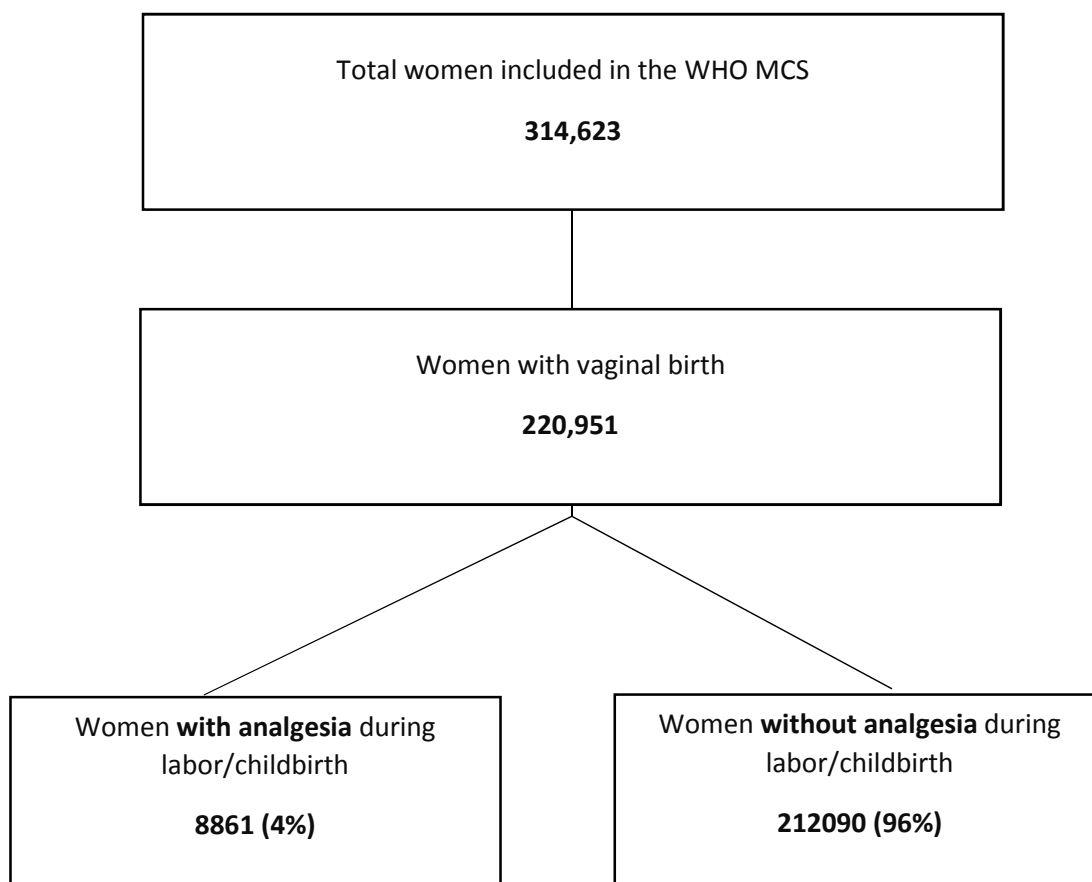 Total women included in the WHO MCS
314,623
Women with vaginal birth
220,951
Women with analgesia during
labor/childbirth
8861 (4%)
Women without analgesia during
labor/childbirth
212090 (96%)